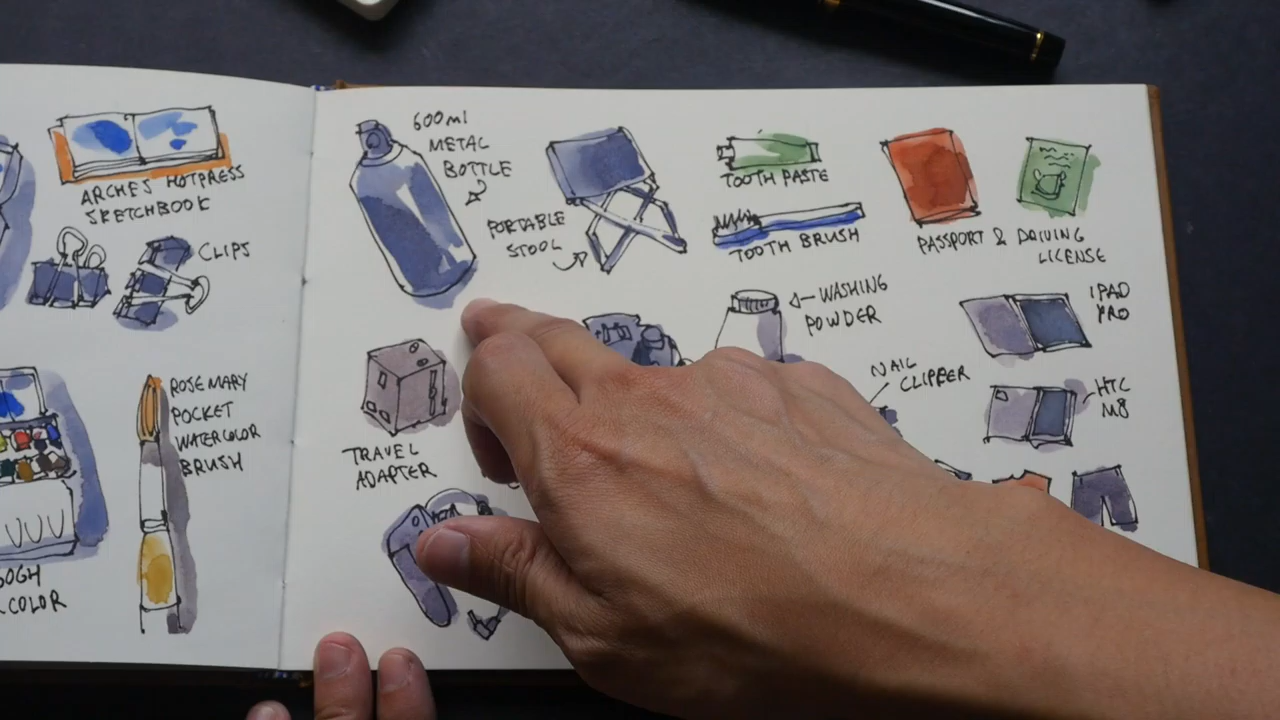 ARCHES HOTPRESS
SKETCHBOOK
CLIPS
ROSEMARY
POCKET
WATERCOLOR
BRUSH
600ml
METAL
BOTTLE
PORTABLE
STOOL
TOOTH PASTE
TOOTH BRUSH
PASSPORT & DRIVING
LICENSE
WASHING
POWDER
IPAD
PRO
NAIL
CLIPPER
HTC
M8
TRAVEL
ADAPTER